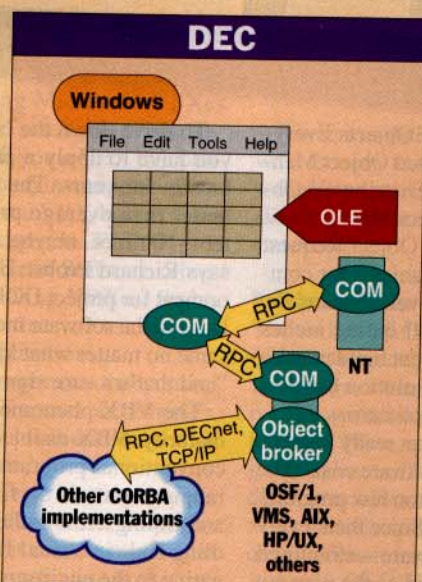 DEC
Windows
File Edit Tools Help
OLE
COM
RPC
COM
RPC
NT
COM
RPC, DECnet,
TCP/IP
Object
broker
Other CORBA
implementations
OSF/1,
VMS, AIX,
HP/UX,
others